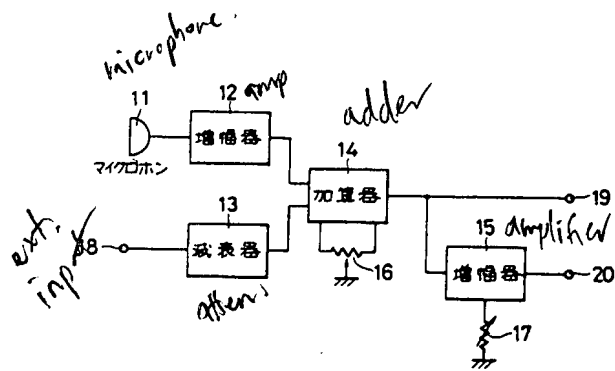 microphone
11
マイクロホン
12
amp
増幅器
adder
14
加算器
13
減衰器
ext.
input
18
atten.
16
19
15
amplifier
増幅器
20
17